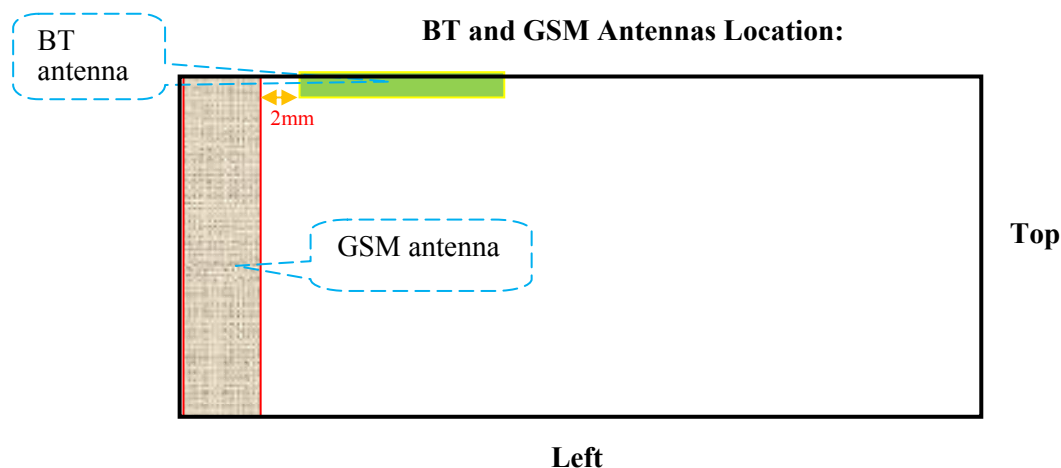 BT and GSM Antennas Location:
BT
antenna
2mm
GSM antenna
Top
Left